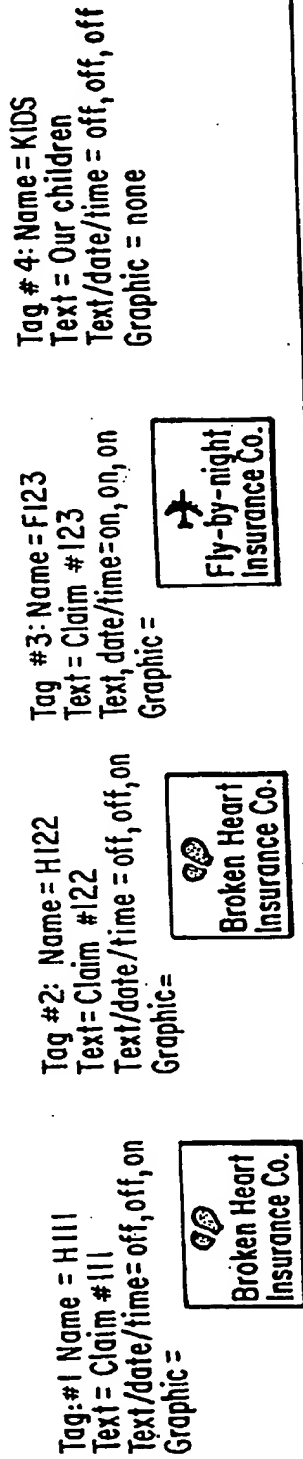 Tag:#1 Name = H111
Text = Claim #111
Text/date/time=off,off,on
Graphic =
Broken Heart
Insurance Co.
Tag #2: Name= H122
Text= Claim #122
Text/date/time =off,off,on
Graphic=
Broken Heart
Insurance Co.
Tag #3: Name=F123
Text = Claim #123
Text,date/time=on,on,on
Graphic =
Fly-by-night
Insurance Co.
Tag # 4: Name=KIDS
Text = Our children
Text/date/time = off, off, off
Graphic = none